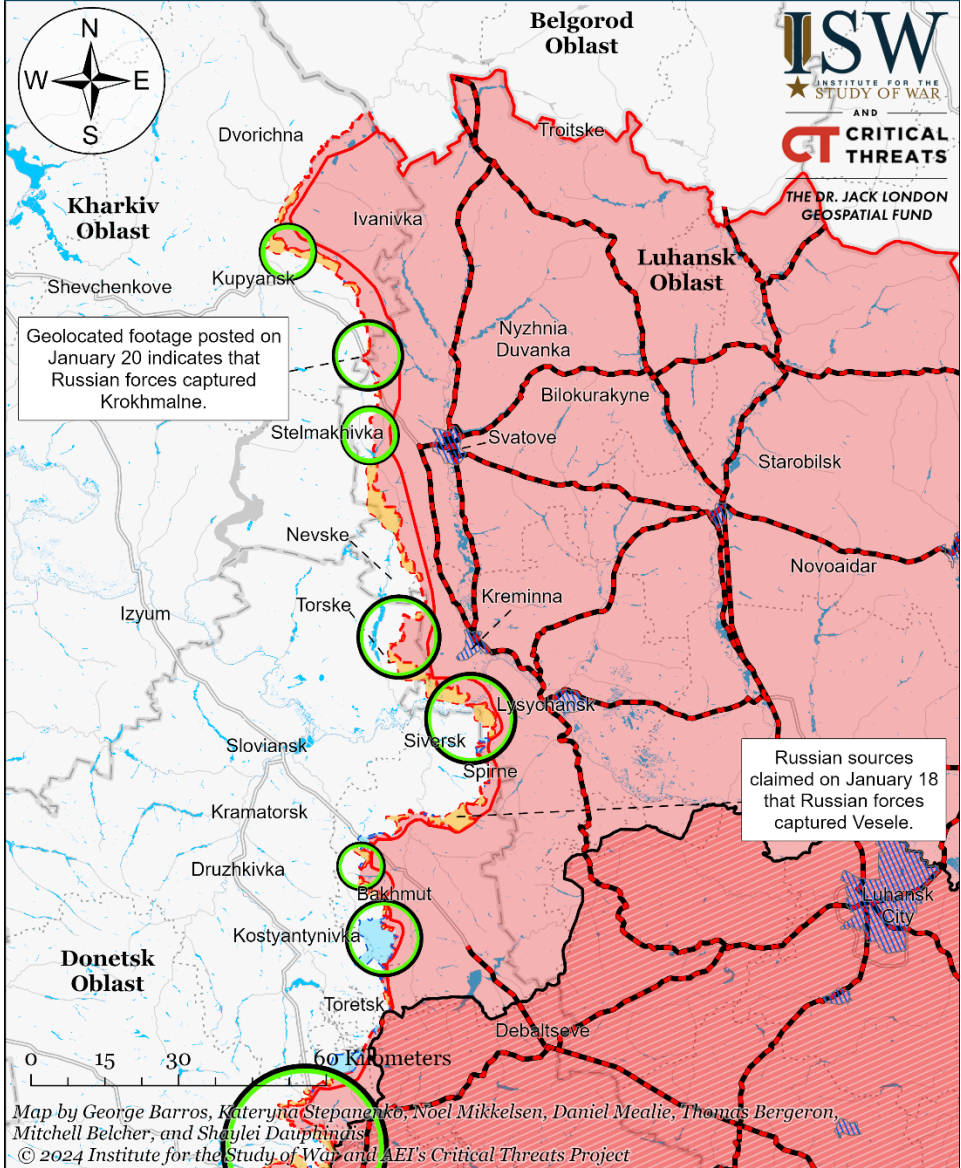 N
W
E
S
Belgorod
Oblast
ISW
INSTITUTE FOR THE
STUDY OF WAR
AND
CT CRITICAL
THREATS
THE DR. JACK LONDON
GEOSPATIAL FUND
Dvorichna
Troitske
Kharkiv
Oblast
Ivanivka
Luhansk
Oblast
Kupyansk
Shevchenkove
Geolocated footage posted on
January 20 indicates that
Russian forces captured
Krokhmalne.
Nyzhnia
Duvanka
Bilokurakyne
Stelmakhivka
Svatove
Starobilsk
Nevske
Novoaidar
Torske
Kreminna
Izyum
Lysychansk
Siversk
Sloviansk
Spirne
Russian sources
claimed on January 18
that Russian forces
captured Vesele.
Kramatorsk
Druzhkivka
Bakhmut
Luhansk
City
Kostyantynivka
Donetsk
Oblast
Toretsk
Debaltseve
0 15 30 60 Kilometers
Map by George Barros, Kateryna Stepanenko, Noel Mikkelsen, Daniel Mealie, Thomas Bergeron,
Mitchell Belcher, and Shaylei Dauphinais
© 2024 Institute for the Study of War and AEI's Critical Threats Project